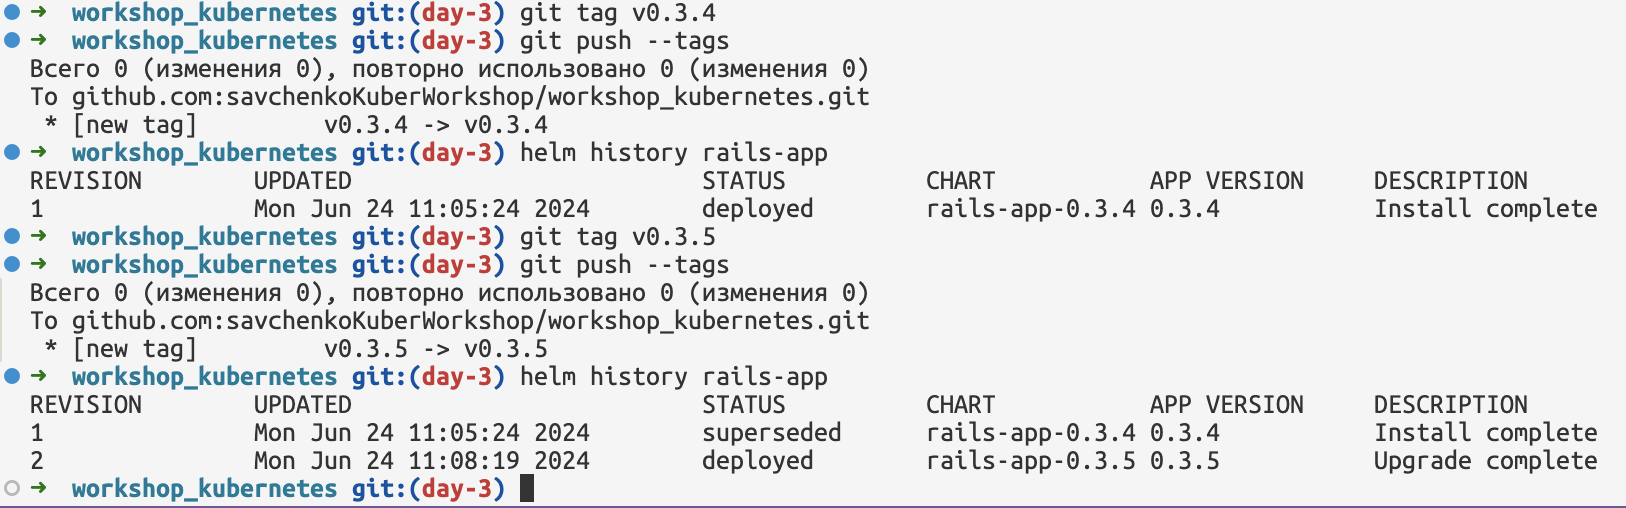 ➜ workshop_kubernetes git:(day-3) git tag v0.3.4
➜ workshop_kubernetes git:(day-3) git push --tags
Всего 0 (изменения 0), повторно использовано 0 (изменения 0)
To github.com:savchenkoKuberWorkshop/workshop_kubernetes.git
 * [new tag]         v0.3.4 -> v0.3.4
➜ workshop_kubernetes git:(day-3) helm history rails-app
REVISION        UPDATED                         STATUS          CHART           APP VERSION     DESCRIPTION
1               Mon Jun 24 11:05:24 2024        deployed        rails-app-0.3.4 0.3.4           Install complete
➜ workshop_kubernetes git:(day-3) git tag v0.3.5
➜ workshop_kubernetes git:(day-3) git push --tags
Всего 0 (изменения 0), повторно использовано 0 (изменения 0)
To github.com:savchenkoKuberWorkshop/workshop_kubernetes.git
 * [new tag]         v0.3.5 -> v0.3.5
➜ workshop_kubernetes git:(day-3) helm history rails-app
REVISION        UPDATED                         STATUS          CHART           APP VERSION     DESCRIPTION
1               Mon Jun 24 11:05:24 2024        superseded      rails-app-0.3.4 0.3.4           Install complete
2               Mon Jun 24 11:08:19 2024        deployed        rails-app-0.3.5 0.3.5           Upgrade complete
➜ workshop_kubernetes git:(day-3)